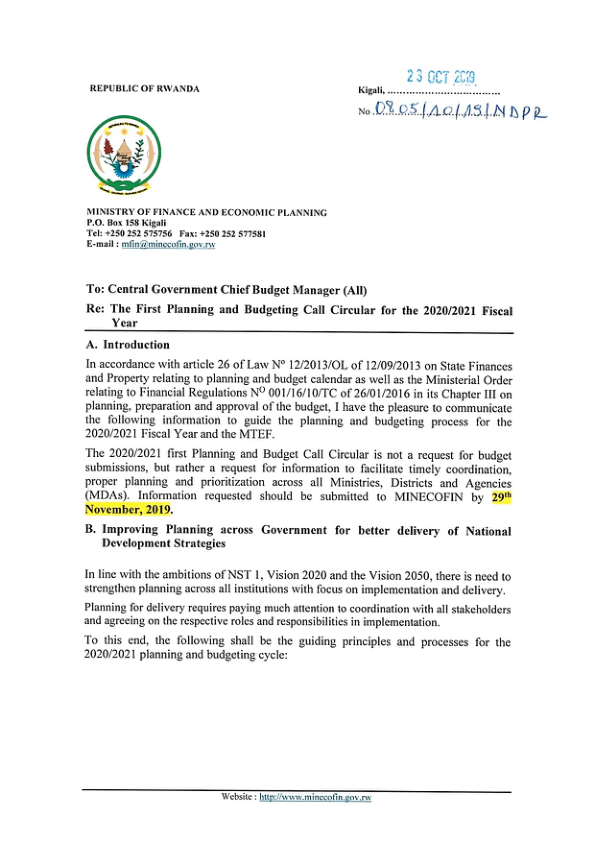 23 OCT 2019
REPUBLIC OF RWANDA
Kigali, ..................................
No 0805/10/19/NDPR
MINISTRY OF FINANCE AND ECONOMIC PLANNING
P.O. Box 158 Kigali
Tel: +250 252 575756 Fax: +250 252 577581
E-mail : mfin@minecofin.gov.rw
To: Central Government Chief Budget Manager (All)
Re: The First Planning and Budgeting Call Circular for the 2020/2021 Fiscal
Year
A. Introduction
In accordance with article 26 of Law Nº 12/2013/OL of 12/09/2013 on State Finances
and Property relating to planning and budget calendar as well as the Ministerial Order
relating to Financial Regulations Nº 001/16/10/TC of 26/01/2016 in its Chapter III on
planning, preparation and approval of the budget, I have the pleasure to communicate
the following information to guide the planning and budgeting process for the
2020/2021 Fiscal Year and the MTEF.
The 2020/2021 first Planning and Budget Call Circular is not a request for budget
submissions, but rather a request for information to facilitate timely coordination,
proper planning and prioritization across all Ministries, Districts and Agencies
(MDAs). Information requested should be submitted to MINECOFIN by 29th
November, 2019.
B. Improving Planning across Government for better delivery of National
Development Strategies
In line with the ambitions of NST 1, Vision 2020 and the Vision 2050, there is need to
strengthen planning across all institutions with focus on implementation and delivery.
Planning for delivery requires paying much attention to coordination with all stakeholders
and agreeing on the respective roles and responsibilities in implementation.
To this end, the following shall be the guiding principles and processes for the
2020/2021 planning and budgeting cycle:
Website : http://www.minecofin.gov.rw